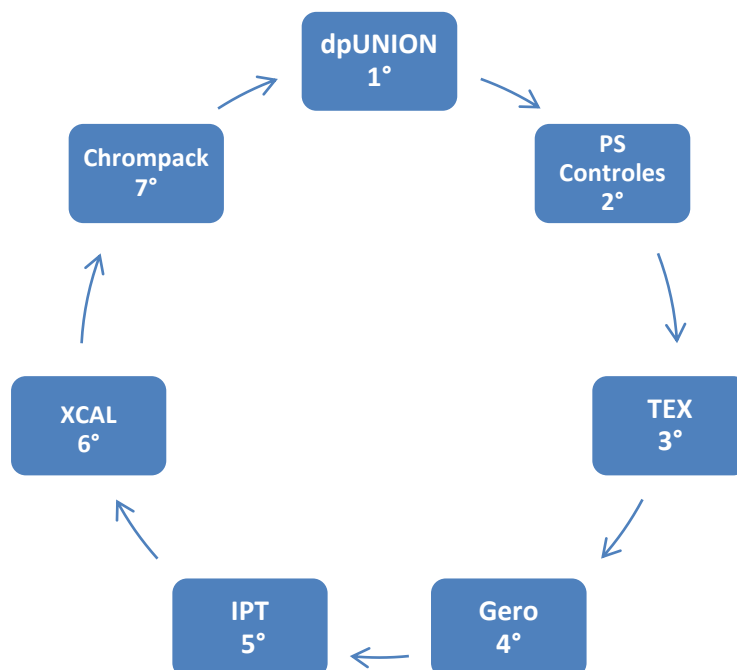 dpUNION
1°
PS
Controles
2°
TEX
3°
Gero
4°
IPT
5°
XCAL
6°
Chrompack
7°